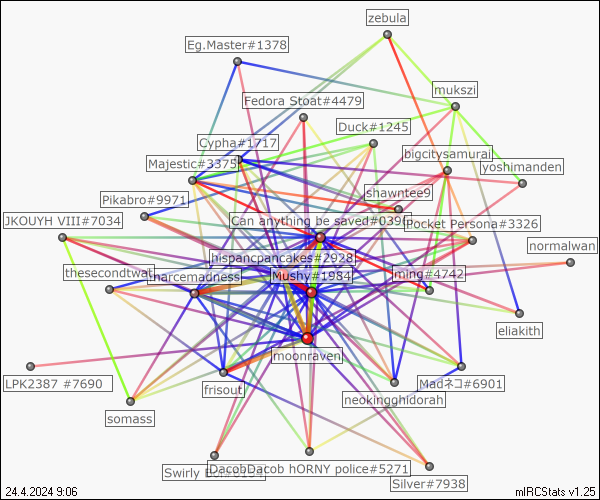 zebula
Eg.Master#1378
mukszi
Fedora Stoat#4479
Duck#1245
Cypha#1717
bigcitysamurai
Majestic#3375
yoshimanden
shawntee9
Pikabro#9971
JKOUYH VIII#7034
Can anything be saved#0390
Pocket Persona#3326
normalwan
hispancpancakes#2928
thesecondtwat
harcemadness
Mushy#1984
ming#4742
eliakith
moonraven
LPK2387 #7690
frisout
Madネコ#6901
neokingghidorah
somass
Swirly
DacobDacob hORNY police#5271
Silver#7938
24.4.2024 9:06
mIRCStats v1.25